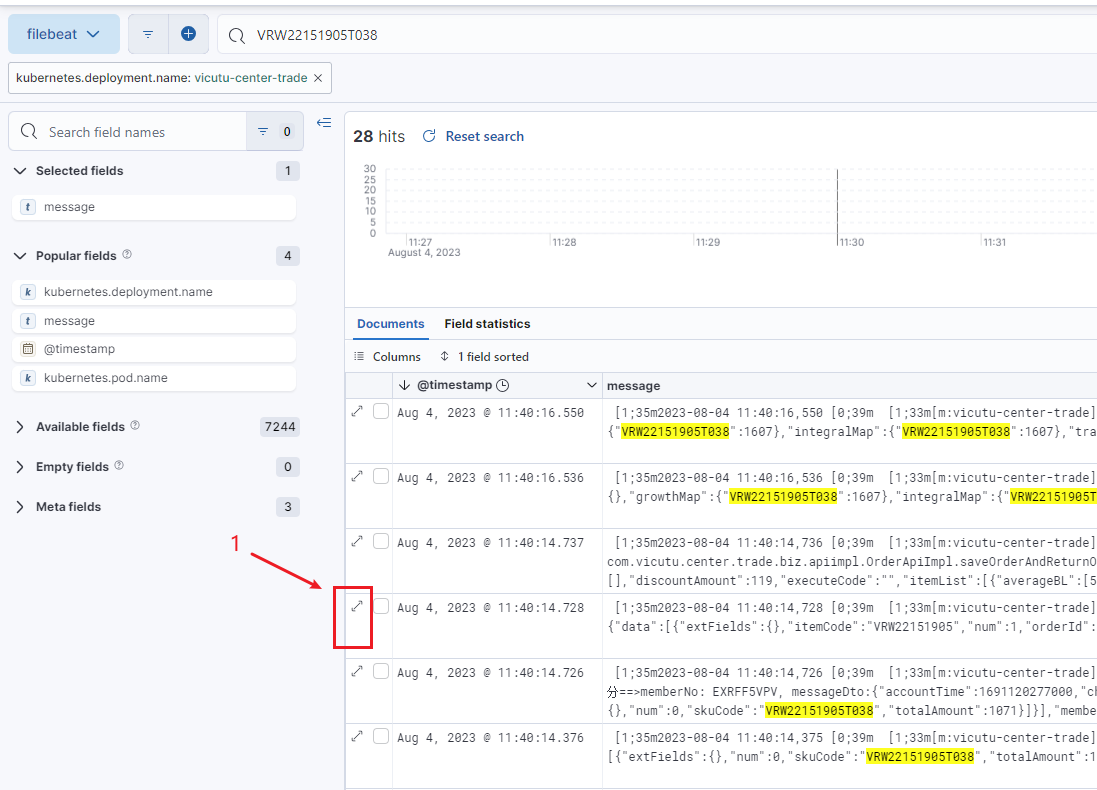 filebeat
VRW22151905T038
kubernetes.deployment.name: vicutu-center-trade ×
Search field names
0
Selected fields
1
t message
Popular fields
4
k kubernetes.deployment.name
t message
@timestamp
k kubernetes.pod.name
Available fields
7244
Empty fields
0
Meta fields
3
1
28 hits
Reset search
30
25
20
15
10
5
0
11:27
11:28
11:29
11:30
11:31
August 4, 2023
Documents
Field statistics
Columns
1 field sorted
@timestamp
message
Aug 4, 2023 @ 11:40:16.550
[1;35m2023-08-04 11:40:16,550 [0;39m [1;33m[m:vicutu-center-trade]
{"VRW22151905T038":1607},"integralMap":{"VRW22151905T038":1607},"tra
Aug 4, 2023 @ 11:40:16.536
[1;35m2023-08-04 11:40:16,536 [0;39m [1;33m[m:vicutu-center-trade]
{},"growthMap":{"VRW22151905T038":1607},"integralMap":{"VRW22151905T
Aug 4, 2023 @ 11:40:14.737
[1;35m2023-08-04 11:40:14,736 [0;39m [1;33m[m:vicutu-center-trade]
com.vicutu.center.trade.biz.apiimpl.OrderApiImpl.saveOrderAndReturnO
[],"discountAmount":119,"executeCode":"","itemList":[{"averageBL":[5
Aug 4, 2023 @ 11:40:14.728
[1;35m2023-08-04 11:40:14,728 [0;39m [1;33m[m:vicutu-center-trade]
{"data":[{"extFields":{},"itemCode":"VRW22151905","num":1,"orderId":
Aug 4, 2023 @ 11:40:14.726
[1;35m2023-08-04 11:40:14,726 [0;39m [1;33m[m:vicutu-center-trade]
分==>memberNo: EXRFF5VPV, messageDto:{"accountTime":1691120277000,"ch
{},"num":0,"skuCode":"VRW22151905T038","totalAmount":1071}]}],"membe
Aug 4, 2023 @ 11:40:14.376
[1;35m2023-08-04 11:40:14,375 [0;39m [1;33m[m:vicutu-center-trade]
[{"extFields":{},"num":0,"skuCode":"VRW22151905T038","totalAmount":1